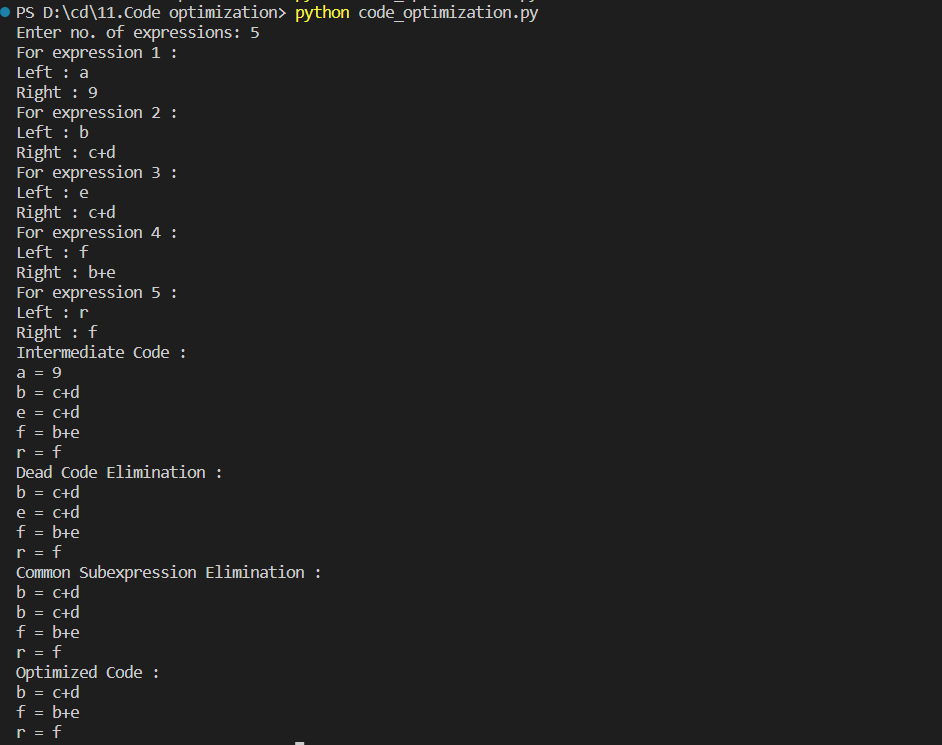 PS D:\cd\11.Code optimization> python code_optimization.py
Enter no. of expressions: 5
For expression 1 :
Left : a
Right : 9
For expression 2 :
Left : b
Right : c+d
For expression 3 :
Left : e
Right : c+d
For expression 4 :
Left : f
Right : b+e
For expression 5 :
Left : r
Right : f
Intermediate Code :
a = 9
b = c+d
e = c+d
f = b+e
r = f
Dead Code Elimination :
b = c+d
e = c+d
f = b+e
r = f
Common Subexpression Elimination :
b = c+d
b = c+d
f = b+e
r = f
Optimized Code :
b = c+d
f = b+e
r = f